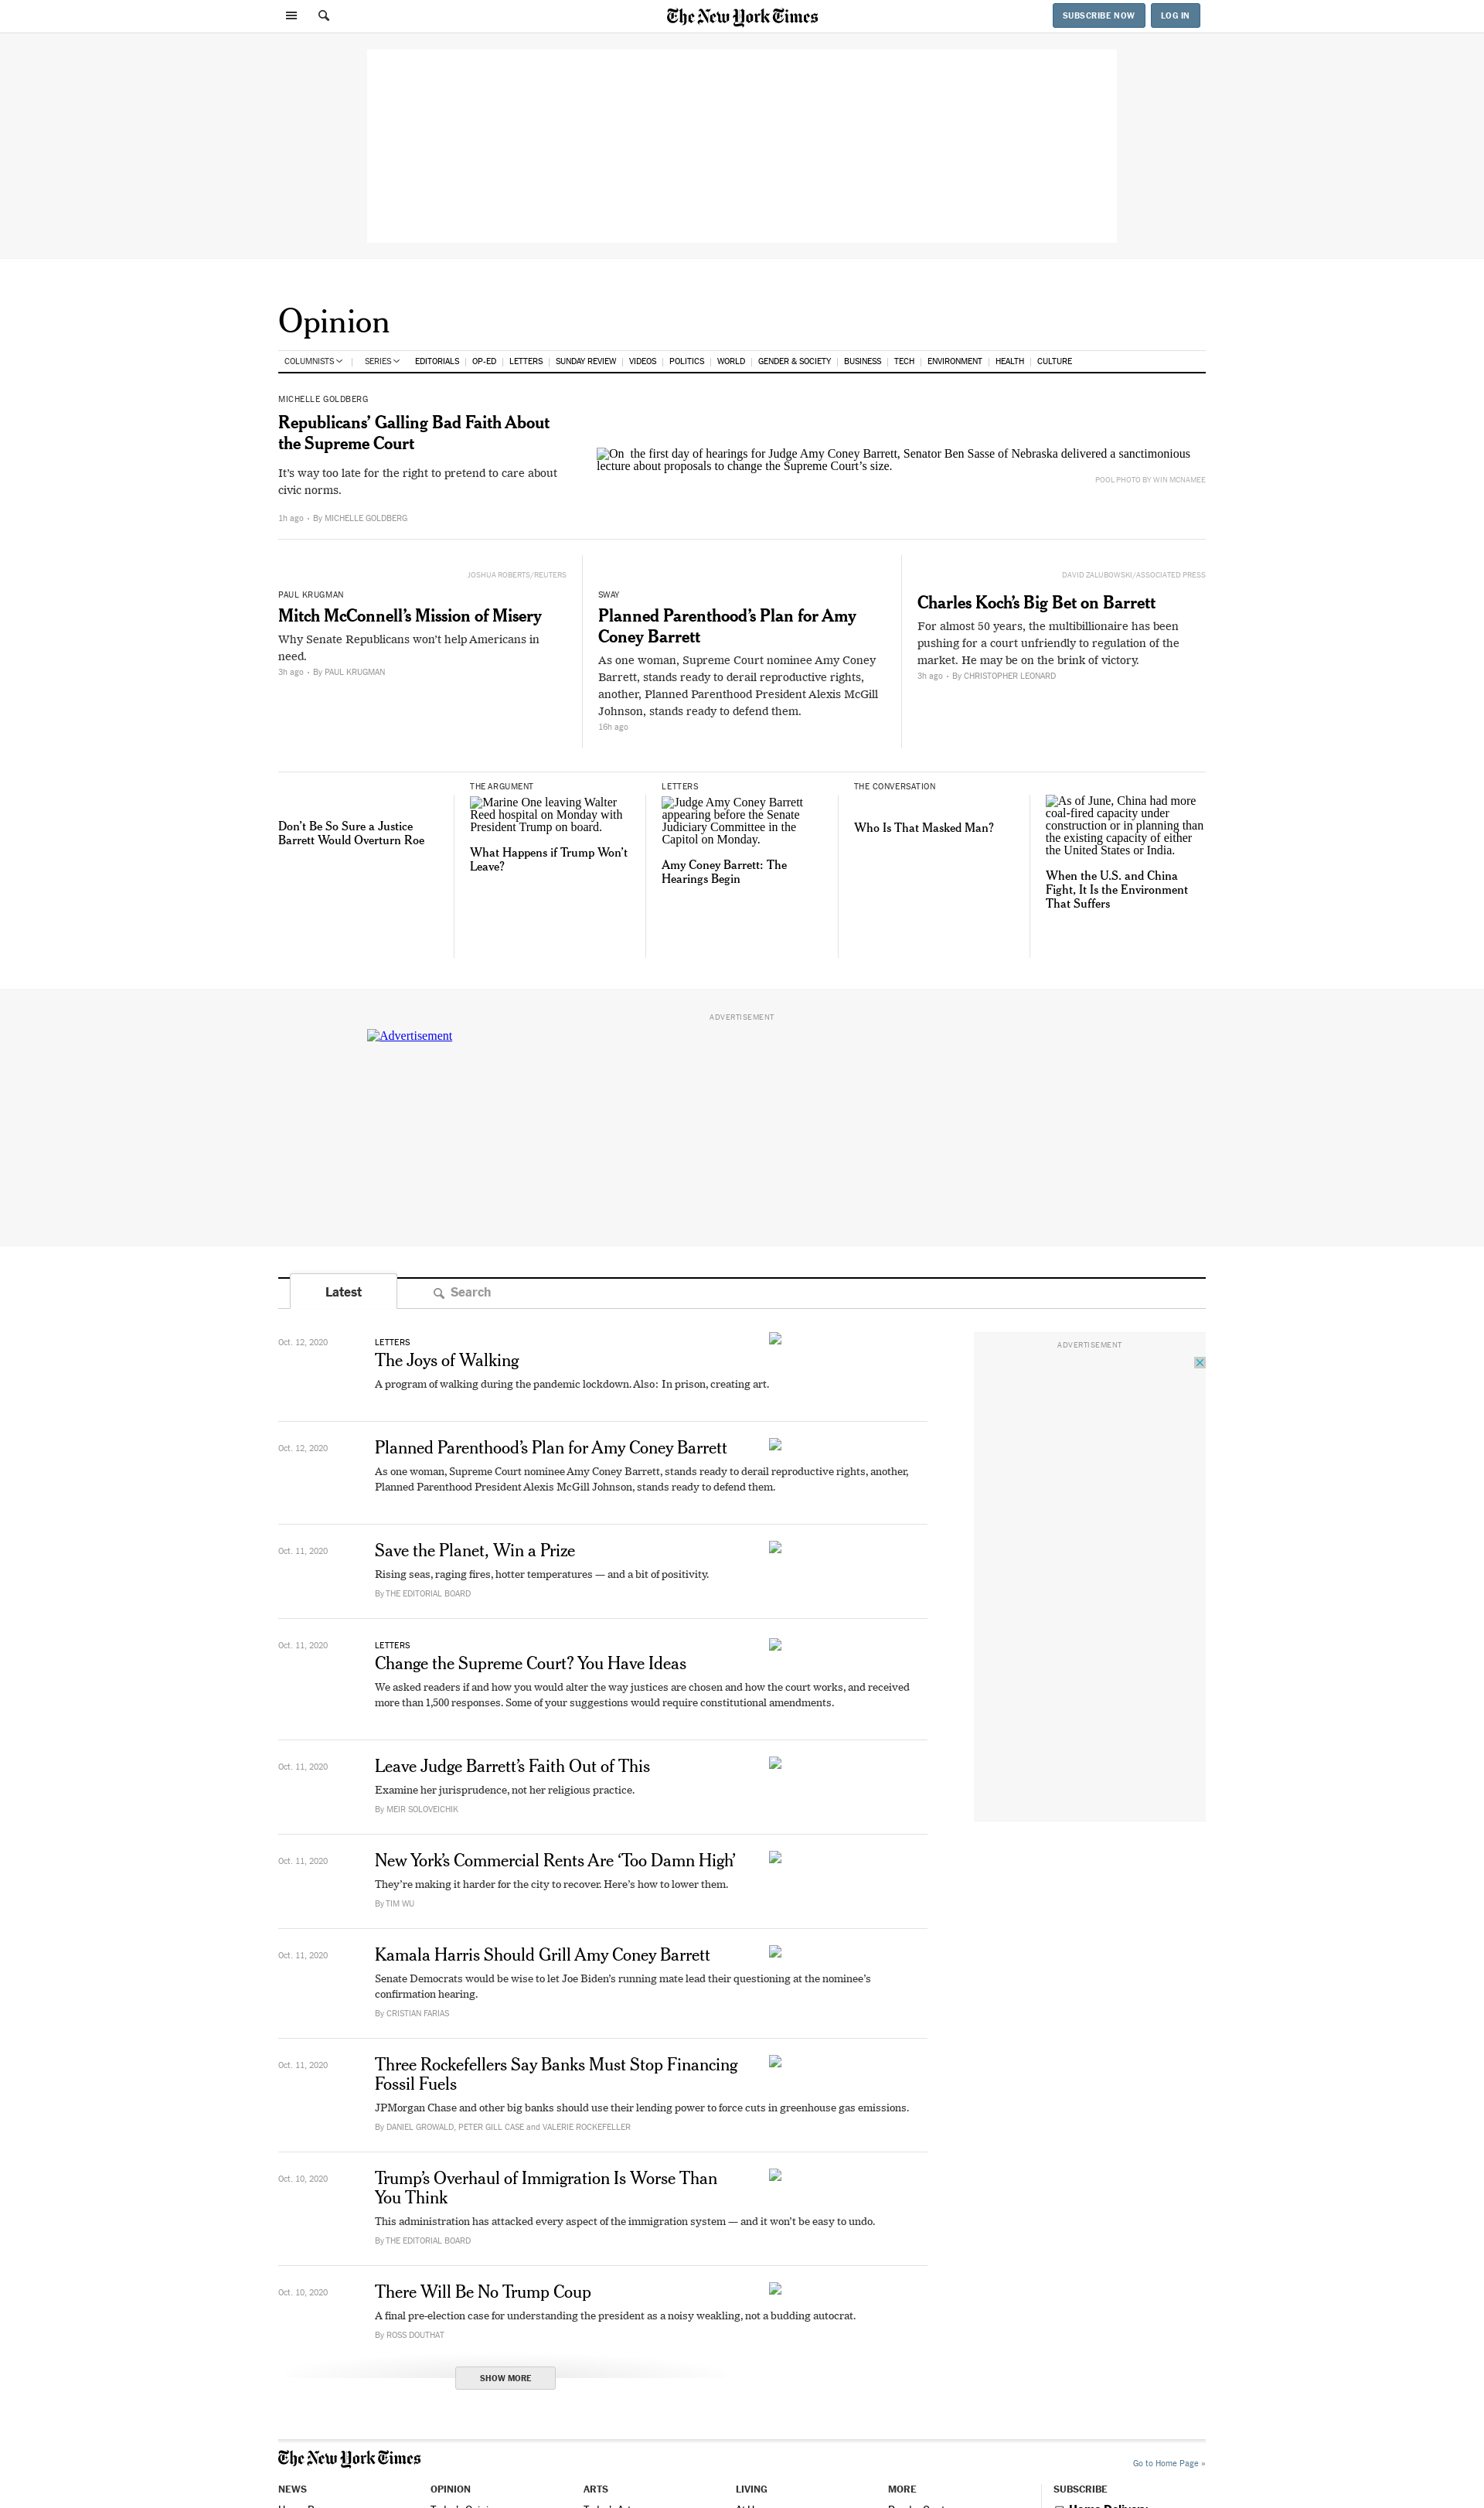 The New York Times
SUBSCRIBE NOW
LOG IN
Opinion
COLUMNISTS
SERIES
EDITORIALS
OP-ED
LETTERS
SUNDAY REVIEW
VIDEOS
POLITICS
WORLD
GENDER & SOCIETY
BUSINESS
TECH
ENVIRONMENT
HEALTH
CULTURE
MICHELLE GOLDBERG
Republicans’ Galling Bad Faith About
the Supreme Court
It’s way too late for the right to pretend to care about
civic norms.
1h ago • By MICHELLE GOLDBERG
On the first day of hearings for Judge Amy Coney Barrett, Senator Ben Sasse of Nebraska delivered a sanctimonious
lecture about proposals to change the Supreme Court’s size.
POOL PHOTO BY WIN MCNAMEE
JOSHUA ROBERTS/REUTERS
PAUL KRUGMAN
Mitch McConnell’s Mission of Misery
Why Senate Republicans won’t help Americans in
need.
3h ago • By PAUL KRUGMAN
SWAY
Planned Parenthood’s Plan for Amy
Coney Barrett
As one woman, Supreme Court nominee Amy Coney
Barrett, stands ready to derail reproductive rights,
another, Planned Parenthood President Alexis McGill
Johnson, stands ready to defend them.
16h ago
DAVID ZALUBOWSKI/ASSOCIATED PRESS
Charles Koch’s Big Bet on Barrett
For almost 50 years, the multibillionaire has been
pushing for a court unfriendly to regulation of the
market. He may be on the brink of victory.
3h ago • By CHRISTOPHER LEONARD
Don’t Be So Sure a Justice
Barrett Would Overturn Roe
THE ARGUMENT
Marine One leaving Walter
Reed hospital on Monday with
President Trump on board.
What Happens if Trump Won’t
Leave?
LETTERS
Judge Amy Coney Barrett
appearing before the Senate
Judiciary Committee in the
Capitol on Monday.
Amy Coney Barrett: The
Hearings Begin
THE CONVERSATION
Who Is That Masked Man?
As of June, China had more
coal-fired capacity under
construction or in planning than
the existing capacity of either
the United States or India.
When the U.S. and China
Fight, It Is the Environment
That Suffers
ADVERTISEMENT
Advertisement
Latest
Search
ADVERTISEMENT
Oct. 12, 2020
LETTERS
The Joys of Walking
A program of walking during the pandemic lockdown. Also: In prison, creating art.
Oct. 12, 2020
Planned Parenthood’s Plan for Amy Coney Barrett
As one woman, Supreme Court nominee Amy Coney Barrett, stands ready to derail reproductive rights, another,
Planned Parenthood President Alexis McGill Johnson, stands ready to defend them.
Oct. 11, 2020
Save the Planet, Win a Prize
Rising seas, raging fires, hotter temperatures — and a bit of positivity.
By THE EDITORIAL BOARD
Oct. 11, 2020
LETTERS
Change the Supreme Court? You Have Ideas
We asked readers if and how you would alter the way justices are chosen and how the court works, and received
more than 1,500 responses. Some of your suggestions would require constitutional amendments.
Oct. 11, 2020
Leave Judge Barrett’s Faith Out of This
Examine her jurisprudence, not her religious practice.
By MEIR SOLOVEICHIK
Oct. 11, 2020
New York’s Commercial Rents Are ‘Too Damn High’
They’re making it harder for the city to recover. Here’s how to lower them.
By TIM WU
Oct. 11, 2020
Kamala Harris Should Grill Amy Coney Barrett
Senate Democrats would be wise to let Joe Biden’s running mate lead their questioning at the nominee’s
confirmation hearing.
By CRISTIAN FARIAS
Oct. 11, 2020
Three Rockefellers Say Banks Must Stop Financing
Fossil Fuels
JPMorgan Chase and other big banks should use their lending power to force cuts in greenhouse gas emissions.
By DANIEL GROWALD, PETER GILL CASE and VALERIE ROCKEFELLER
Oct. 10, 2020
Trump’s Overhaul of Immigration Is Worse Than
You Think
This administration has attacked every aspect of the immigration system — and it won’t be easy to undo.
By THE EDITORIAL BOARD
Oct. 10, 2020
There Will Be No Trump Coup
A final pre-election case for understanding the president as a noisy weakling, not a budding autocrat.
By ROSS DOUTHAT
SHOW MORE
The New York Times
Go to Home Page »
NEWS
OPINION
ARTS
LIVING
MORE
SUBSCRIBE